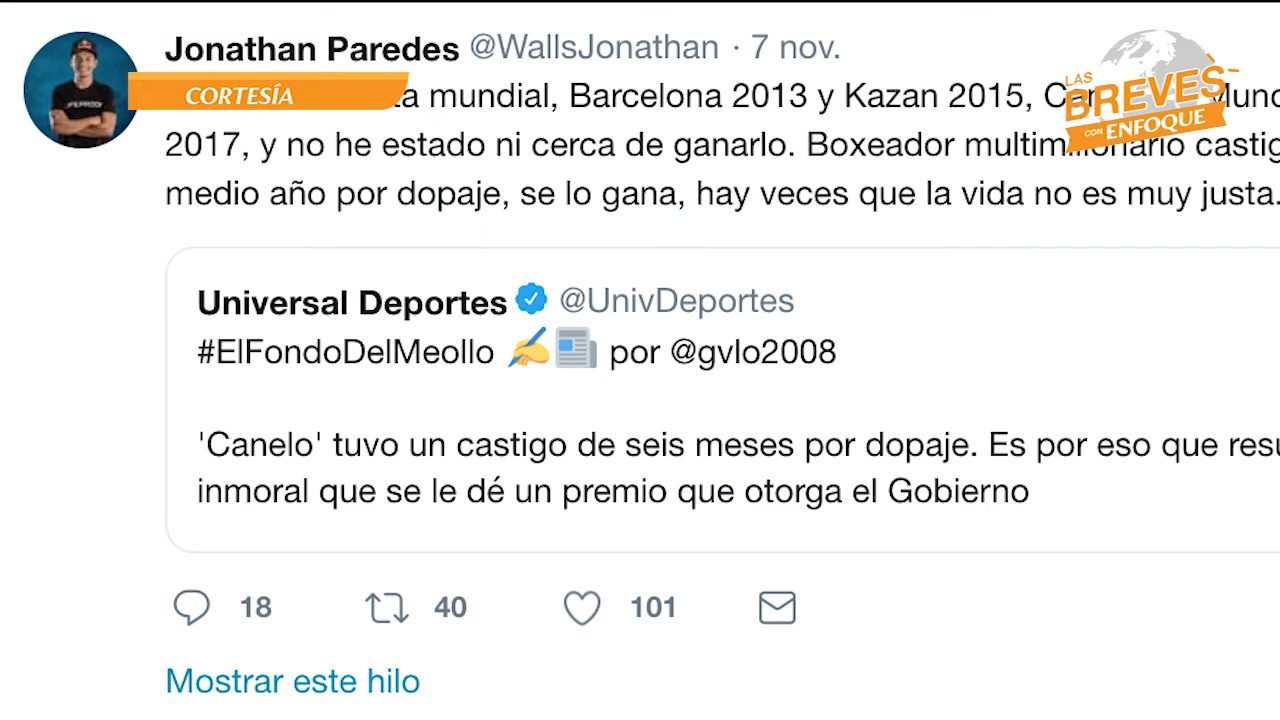 Jonathan Paredes @WallsJonathan · 7 nov.
CORTESÍA
mundial, Barcelona 2013 y Kazan 2015,
LAS
BREVES
CON ENFOQUE
2017, y no he estado ni cerca de ganarlo. Boxeador multimillonario
medio año por dopaje, se lo gana, hay veces que la vida no es muy justa.
Universal Deportes @UnivDeportes
#ElFondoDelMeollo ✍️📰 por @gvlo2008
'Canelo' tuvo un castigo de seis meses por dopaje. Es por eso que
inmoral que se le dé un premio que otorga el Gobierno
18 40 101
Mostrar este hilo